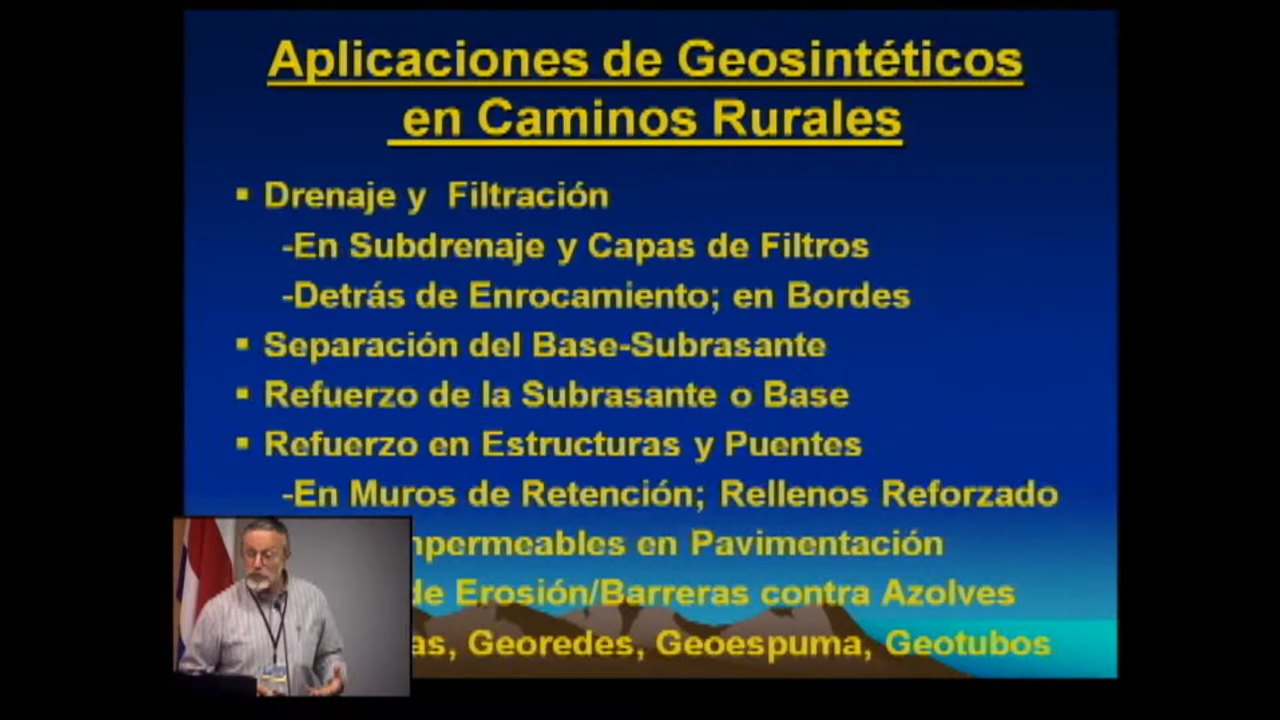 Aplicaciones de Geosintéticos
en Caminos Rurales
▪ Drenaje y Filtración
-En Subdrenaje y Capas de Filtros
-Detrás de Enrocamiento; en Bordes
▪ Separación del Base-Subrasante
▪ Refuerzo de la Subrasante o Base
▪ Refuerzo en Estructuras y Puentes
-En Muros de Retención; Rellenos Reforzado
en Pavimentación
de Erosión/Barreras contra Azolves
Georedes, Geoespuma, Geotubos